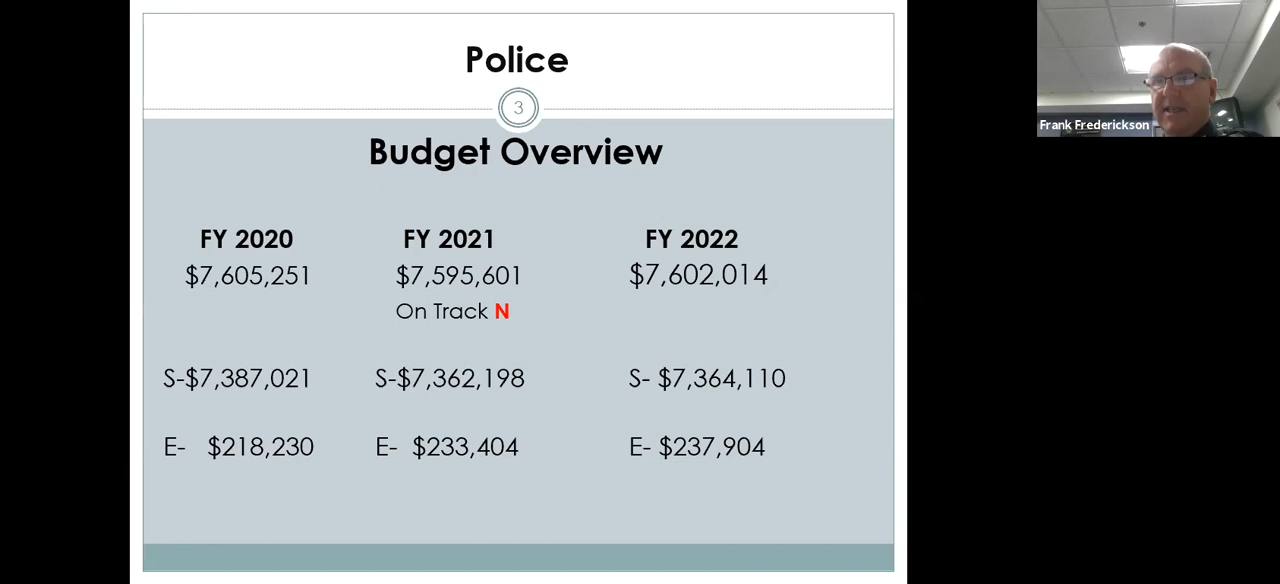 Police
3
Budget Overview
FY 2020 FY 2021 FY 2022
$7,605,251 $7,595,601 $7,602,014
On Track N
S-$7,387,021 S-$7,362,198 S- $7,364,110
E- $218,230 E- $233,404 E- $237,904
Frank Frederickson